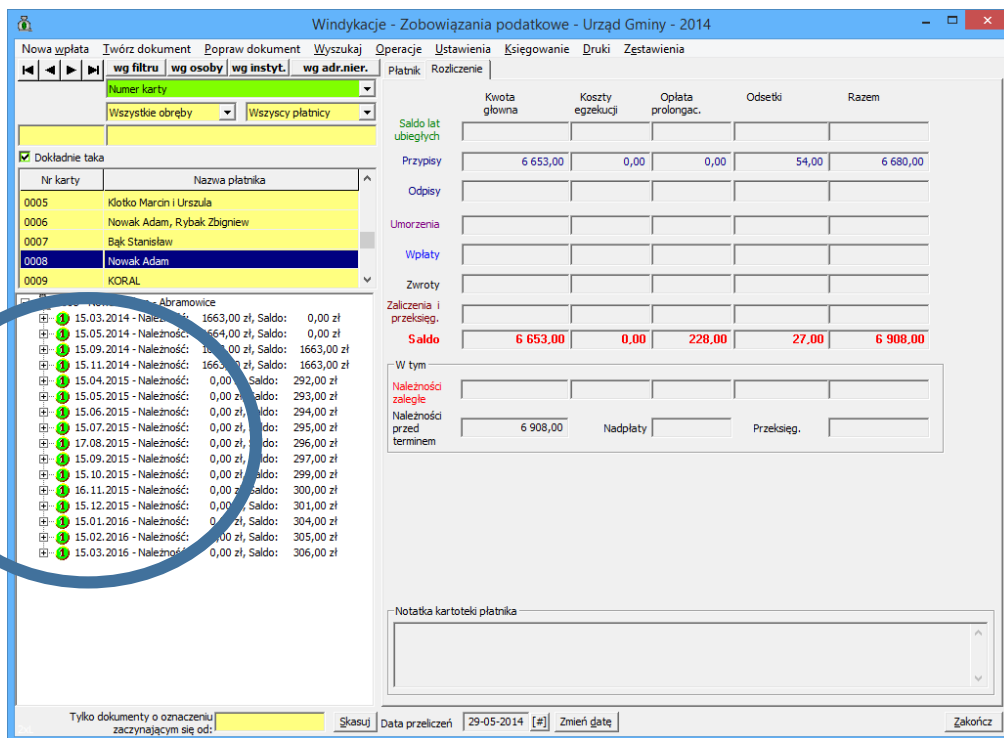 Windykacje - Zobowiązania podatkowe - Urząd Gminy - 2014
Nowa wpłata Twórz dokument Popraw dokument Wyszukaj Operacje Ustawienia Księgowanie Druki Zestawienia
wg filtru wg osoby wg instyt. wg adr.nier.
Numer karty
Wszystkie obręby Wszyscy płatnicy
Dokładnie taka
Nr karty Nazwa płatnika
0005 Klotko Marcin i Urszula
0006 Nowak Adam, Rybak Zbigniew
0007 Bąk Stanisław
0008 Nowak Adam
0009 KORAL
- Abramowice
15.03.2014 - Należność: 1663,00 zł, Saldo: 0,00 zł
15.05.2014 - Należność: 1664,00 zł, Saldo: 0,00 zł
15.09.2014 - Należność: ,00 zł, Saldo: 1663,00 zł
15.11.2014 - Należność: 1663,00 zł, Saldo: 1663,00 zł
15.04.2015 - Należność: 0,00 zł, Saldo: 292,00 zł
15.05.2015 - Należność: 0,00 zł, Saldo: 293,00 zł
15.06.2015 - Należność: 0,00 zł, Saldo: 294,00 zł
15.07.2015 - Należność: 0,00 zł, Saldo: 295,00 zł
17.08.2015 - Należność: 0,00 zł, Saldo: 296,00 zł
15.09.2015 - Należność: 0,00 zł, Saldo: 297,00 zł
15.10.2015 - Należność: 0,00 zł, Saldo: 299,00 zł
16.11.2015 - Należność: 0,00 zł, Saldo: 300,00 zł
15.12.2015 - Należność: 0,00 zł, Saldo: 301,00 zł
15.01.2016 - Należność: 0,00 zł, Saldo: 304,00 zł
15.02.2016 - Należność: 0,00 zł, Saldo: 305,00 zł
15.03.2016 - Należność: 0,00 zł, Saldo: 306,00 zł
Tylko dokumenty o oznaczeniu
zaczynającym się od:
Skasuj
Płatnik Rozliczenie
Kwota Koszty Opłata Odsetki Razem
głowna egzekucji prolongac.
Saldo lat
ubiegłych
Przypisy 6 653,00 0,00 0,00 54,00 6 680,00
Odpisy
Umorzenia
Wpłaty
Zwroty
Zaliczenia i
przeksięg.
Saldo 6 653,00 0,00 228,00 27,00 6 908,00
W tym
Należności
zaległe
Należności
przed
terminem
6 908,00 Nadpłaty Przeksięg.
Notatka kartoteki płatnika
Data przeliczeń 29-05-2014 [#] Zmień datę Zakończ